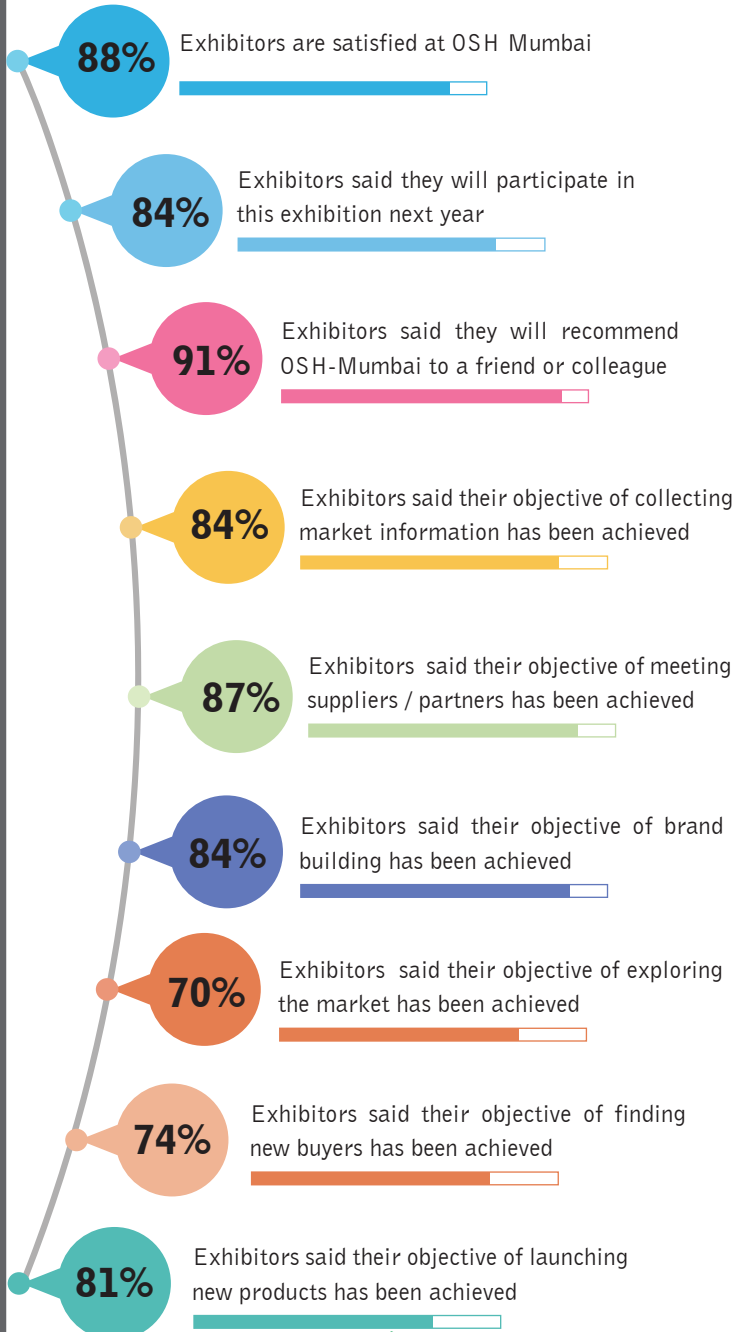 88%
Exhibitors are satisfied at OSH Mumbai
84%
Exhibitors said they will participate in
this exhibition next year
91%
Exhibitors said they will recommend
OSH-Mumbai to a friend or colleague
84%
Exhibitors said their objective of collecting
market information has been achieved
87%
Exhibitors said their objective of meeting
suppliers / partners has been achieved
84%
Exhibitors said their objective of brand
building has been achieved
70%
Exhibitors said their objective of exploring
the market has been achieved
74%
Exhibitors said their objective of finding
new buyers has been achieved
81%
Exhibitors said their objective of launching
new products has been achieved